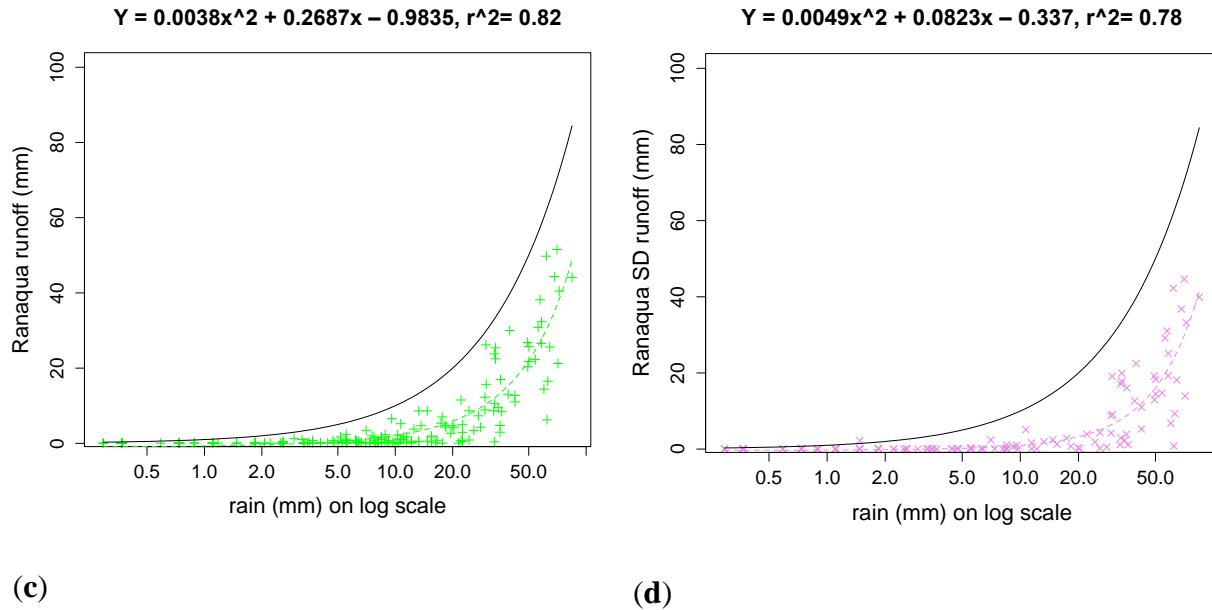 Y = 0.0038x^2 + 0.2687x − 0.9835, r^2= 0.82
Ranaqua runoff (mm)
100
80
60
40
20
0
0.5 1.0 2.0 5.0 10.0 20.0 50.0
rain (mm) on log scale
(c)
Y = 0.0049x^2 + 0.0823x − 0.337, r^2= 0.78
Ranaqua SD runoff (mm)
100
80
60
40
20
0
0.5 1.0 2.0 5.0 10.0 20.0 50.0
rain (mm) on log scale
(d)